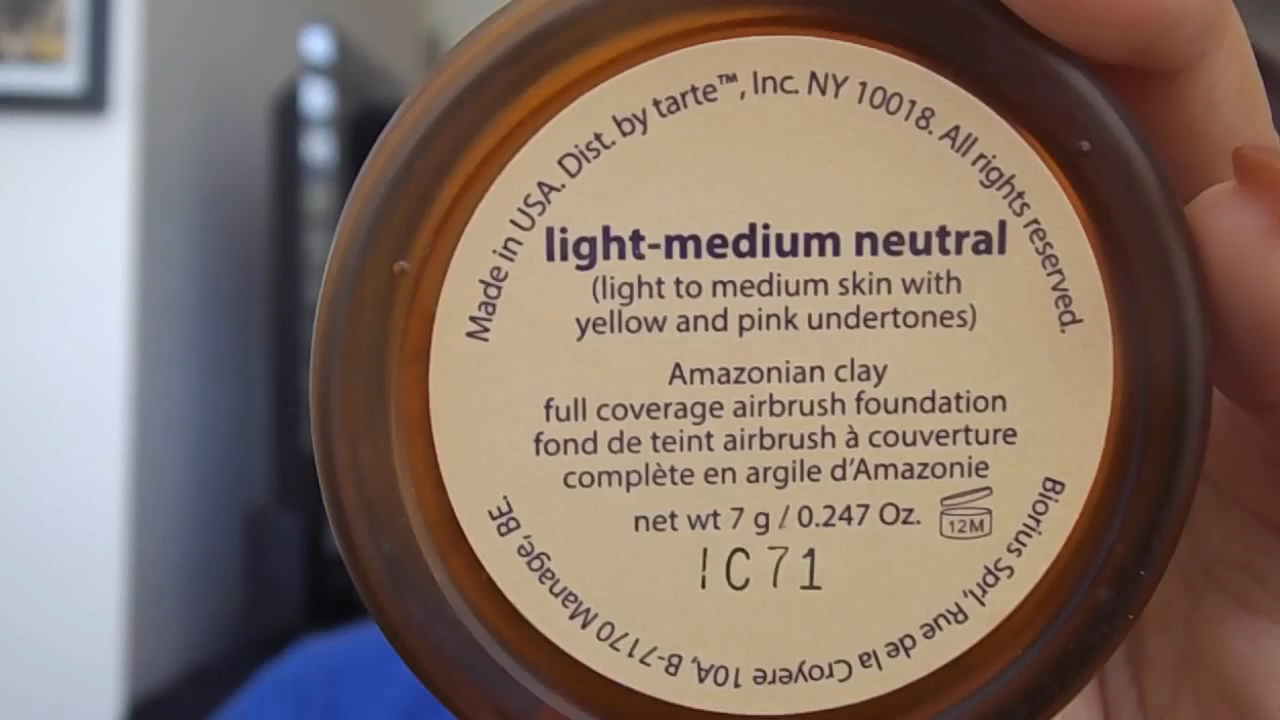 Made in USA. Dist. by tarte™, Inc. NY 10018. All rights reserved.
light-medium neutral
(light to medium skin with
yellow and pink undertones)
Amazonian clay
full coverage airbrush foundation
fond de teint airbrush à couverture
complète en argile d'Amazonie
net wt 7 g / 0.247 Oz.
12M
1C71
Biorius Sprl, Rue de la Croyere 10A, B-7170 Manage, BE.